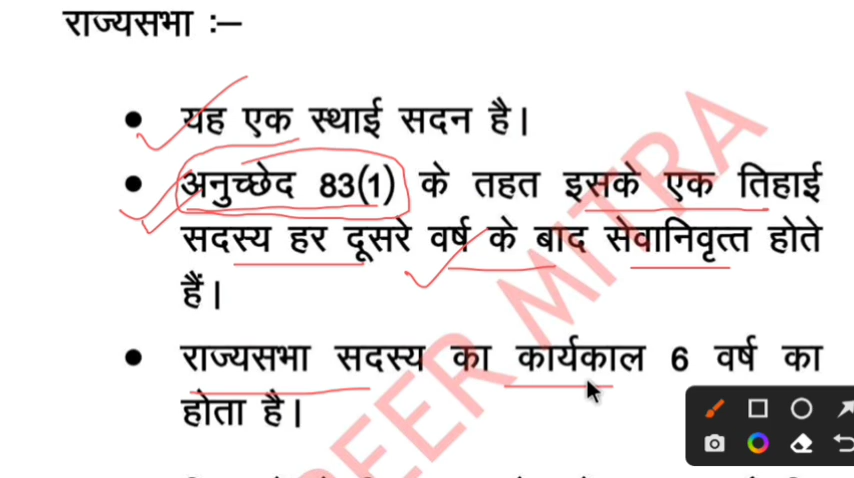 राज्यसभा :–
● यह एक स्थाई सदन है।
● अनुच्छेद 83(1) के तहत इसके एक तिहाई
सदस्य हर दूसरे वर्ष के बाद सेवानिवृत्त होते
हैं।
● राज्यसभा सदस्य का कार्यकाल 6 वर्ष का
होता है।
EER MITRA